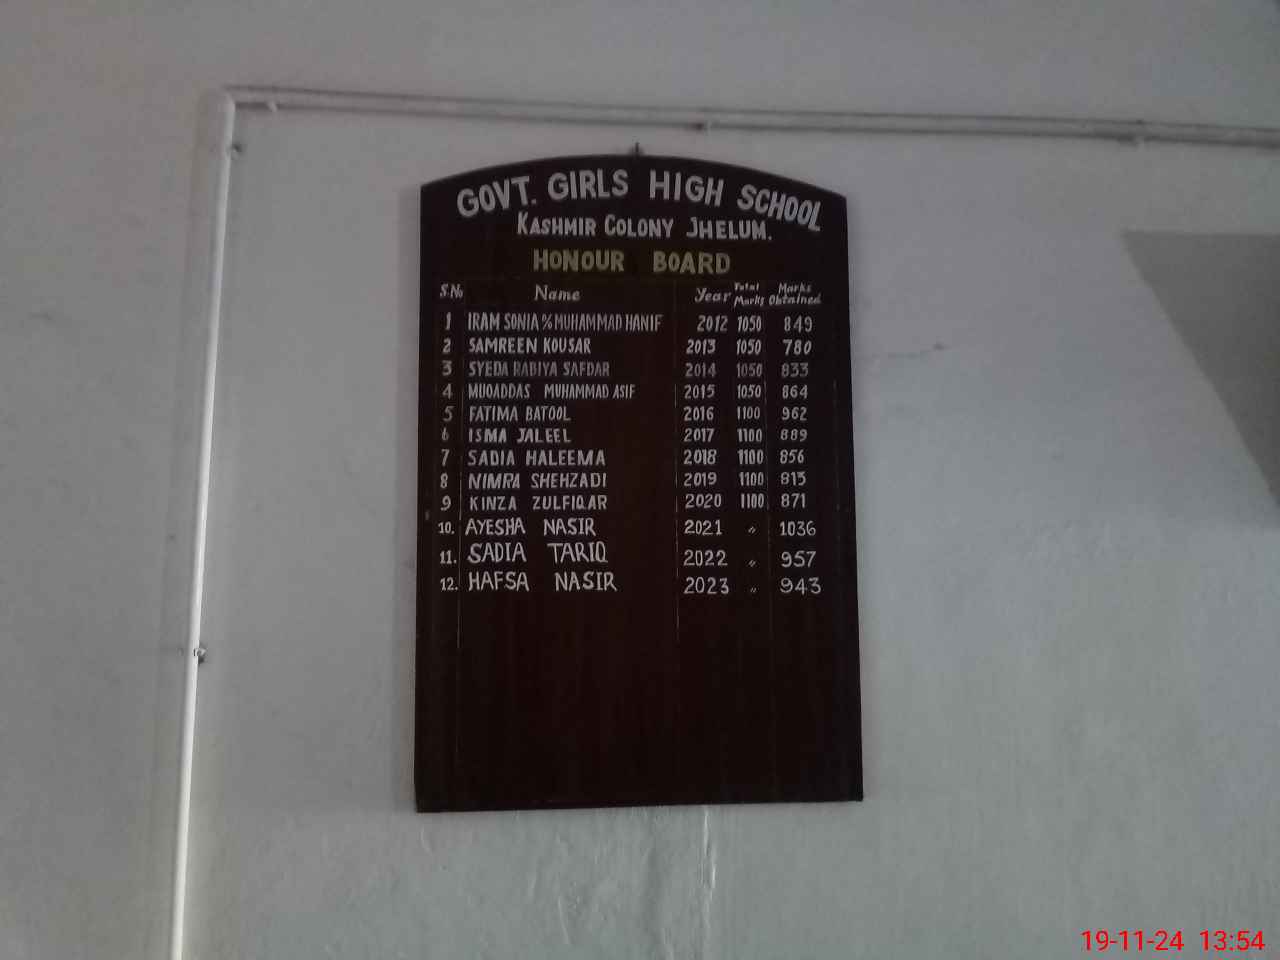 GOVT. GIRLS HIGH SCHOOL
KASHMIR COLONY JHELUM.
HONOUR BOARD
S.No Name Year Total Marks Marks Obtained
1 IRAM SONIA % MUHAMMAD HANIF 2012 1050 849
2 SAMREEN KOUSAR 2013 1050 780
3 SYEDA RABIYA SAFDAR 2014 1050 833
4 MUQADDAS MUHAMMAD ASIF 2015 1050 864
5 FATIMA BATOOL 2016 1100 962
6 ISMA JALEEL 2017 1100 889
7 SADIA HALEEMA 2018 1100 856
8 NIMRA SHEHZADI 2019 1100 813
9 KINZA ZULFIQAR 2020 1100 871
10. AYESHA NASIR 2021 〃 1036
11. SADIA TARIQ 2022 〃 957
12. HAFSA NASIR 2023 〃 943
19-11-24 13:54